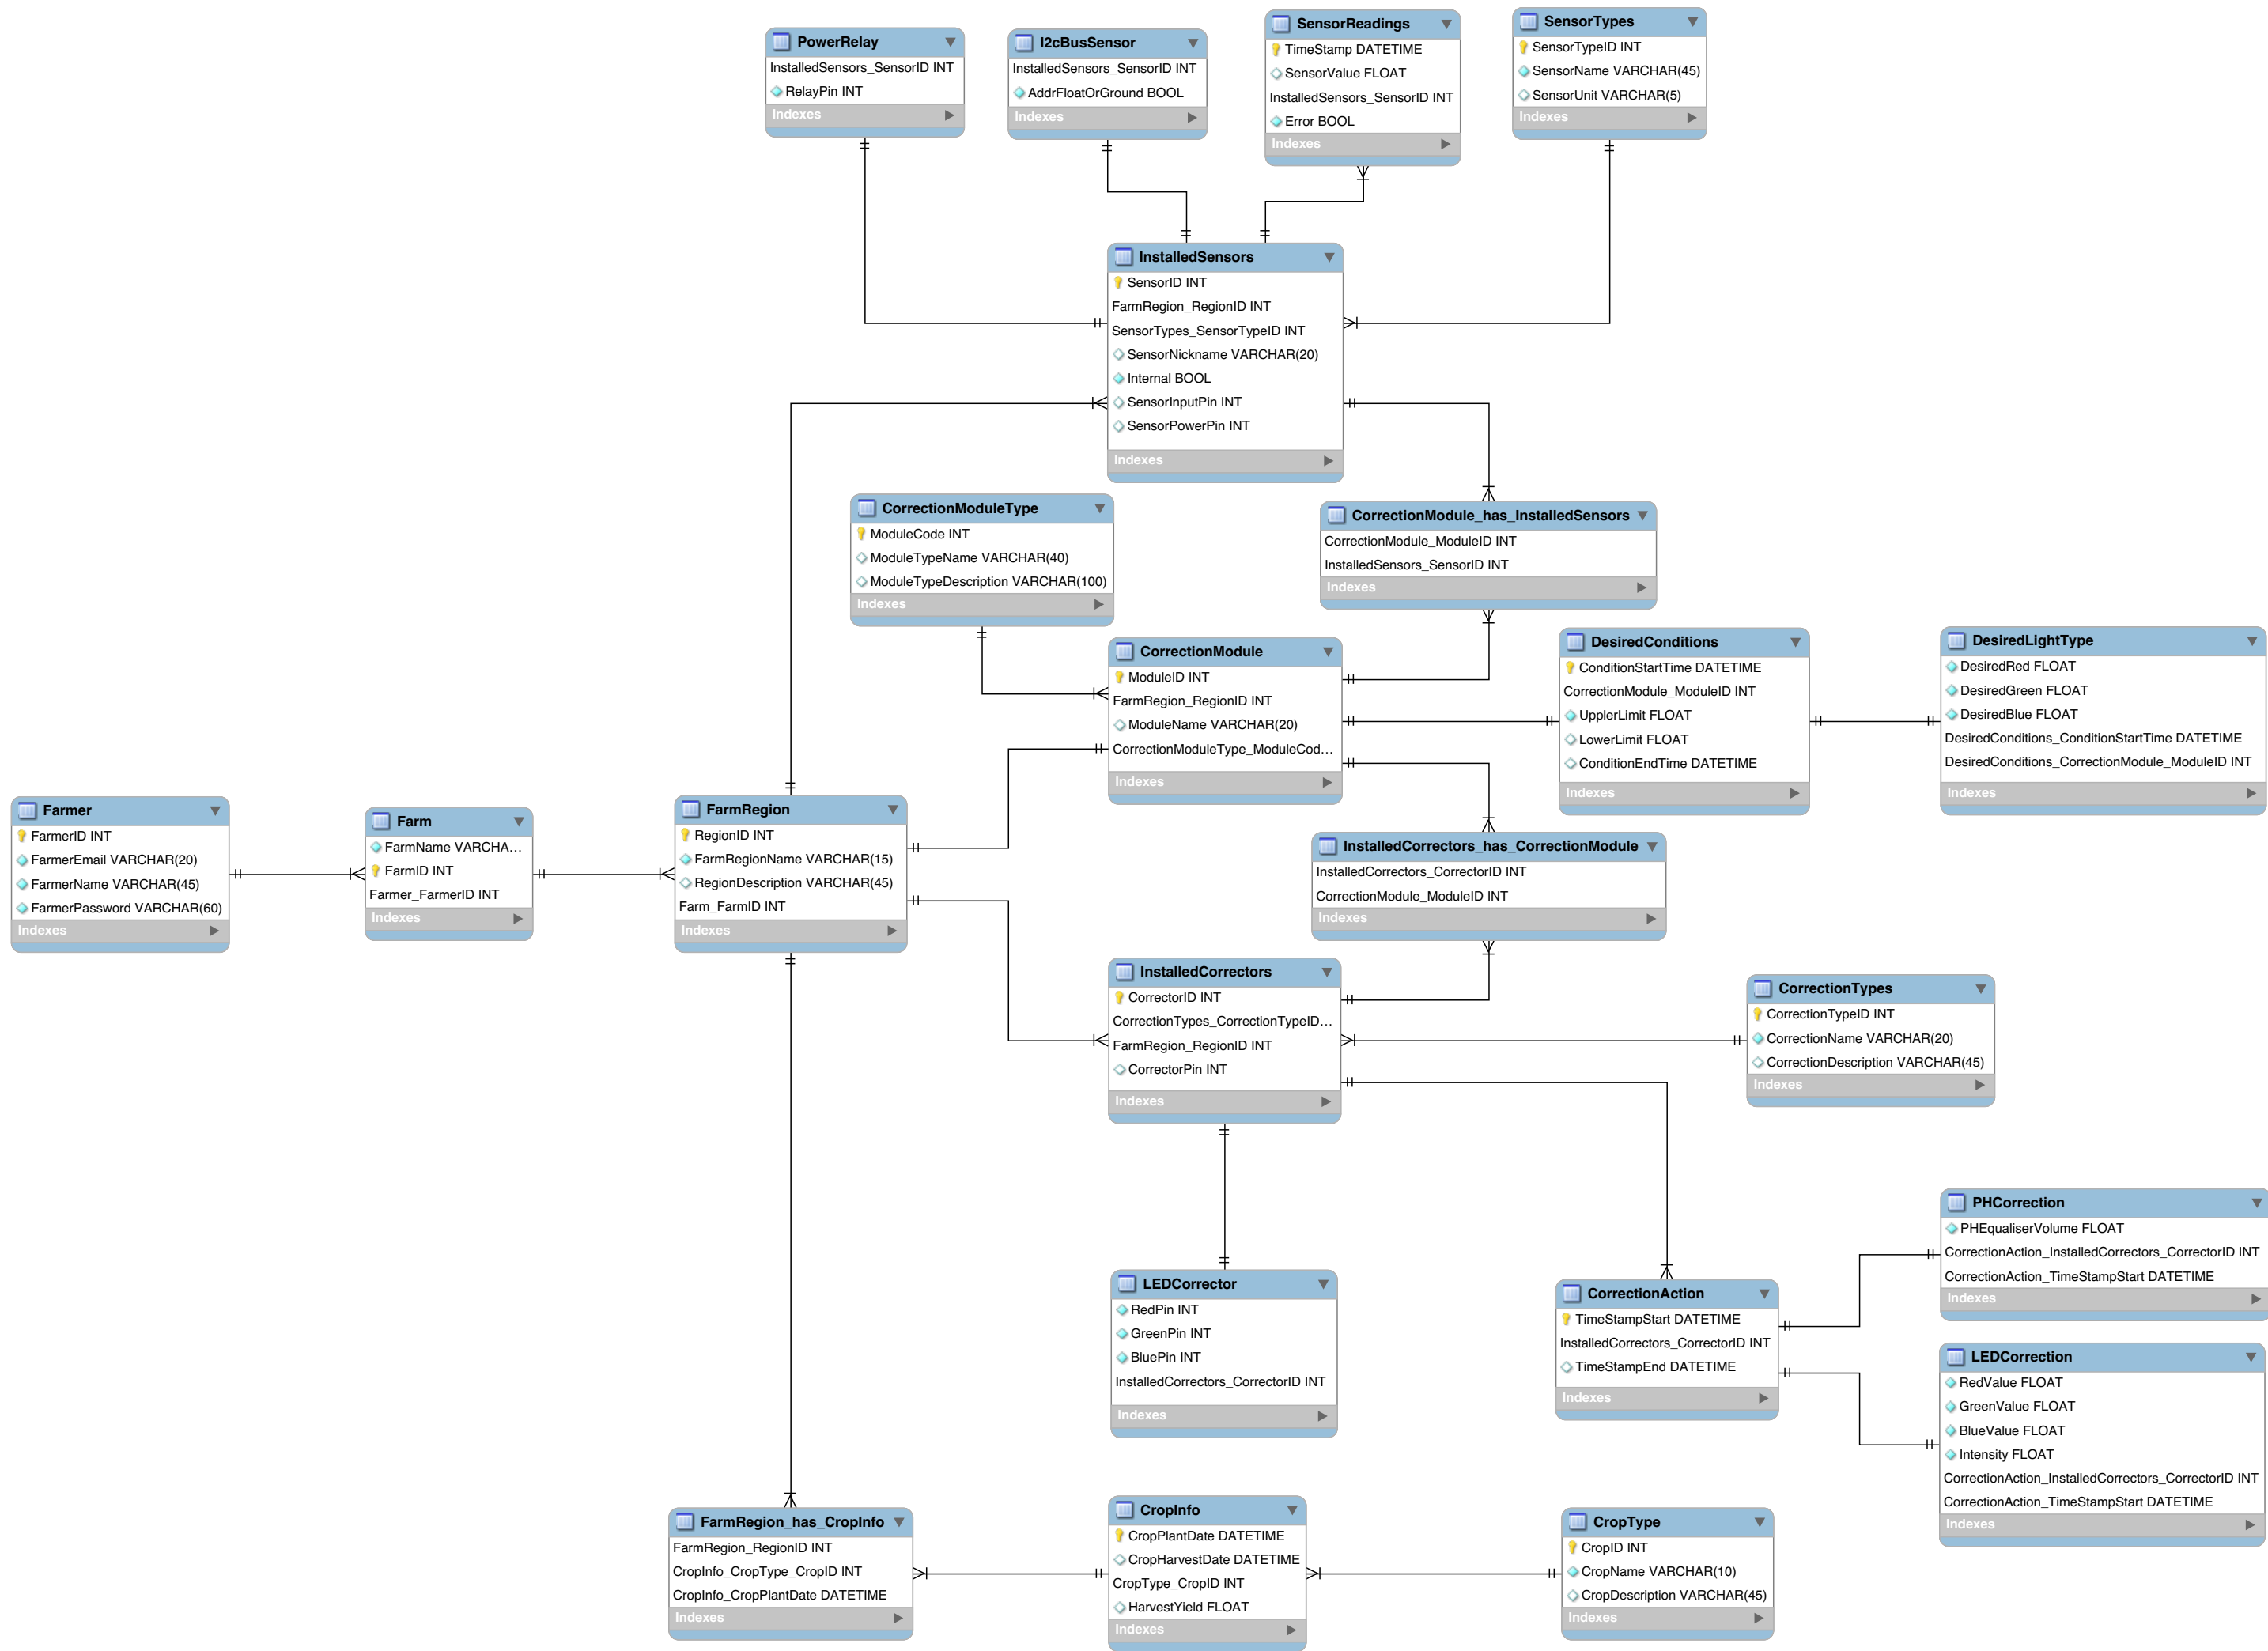 PowerRelay
InstalledSensors_SensorID INT
RelayPin INT
Indexes
I2cBusSensor
InstalledSensors_SensorID INT
AddrFloatOrGround BOOL
Indexes
SensorReadings
TimeStamp DATETIME
SensorValue FLOAT
InstalledSensors_SensorID INT
Error BOOL
Indexes
SensorTypes
SensorTypeID INT
SensorName VARCHAR(45)
SensorUnit VARCHAR(5)
Indexes
InstalledSensors
SensorID INT
FarmRegion_RegionID INT
SensorTypes_SensorTypeID INT
SensorNickname VARCHAR(20)
Internal BOOL
SensorInputPin INT
SensorPowerPin INT
Indexes
CorrectionModuleType
ModuleCode INT
ModuleTypeName VARCHAR(40)
ModuleTypeDescription VARCHAR(100)
Indexes
CorrectionModule_has_InstalledSensors
CorrectionModule_ModuleID INT
InstalledSensors_SensorID INT
Indexes
CorrectionModule
ModuleID INT
FarmRegion_RegionID INT
ModuleName VARCHAR(20)
CorrectionModuleType_ModuleCod...
Indexes
DesiredConditions
ConditionStartTime DATETIME
CorrectionModule_ModuleID INT
UpplerLimit FLOAT
LowerLimit FLOAT
ConditionEndTime DATETIME
Indexes
DesiredLightType
DesiredRed FLOAT
DesiredGreen FLOAT
DesiredBlue FLOAT
DesiredConditions_ConditionStartTime DATETIME
DesiredConditions_CorrectionModule_ModuleID INT
Indexes
Farmer
FarmerID INT
FarmerEmail VARCHAR(20)
FarmerName VARCHAR(45)
FarmerPassword VARCHAR(60)
Indexes
Farm
FarmName VARCHA...
FarmID INT
Farmer_FarmerID INT
Indexes
FarmRegion
RegionID INT
FarmRegionName VARCHAR(15)
RegionDescription VARCHAR(45)
Farm_FarmID INT
Indexes
InstalledCorrectors_has_CorrectionModule
InstalledCorrectors_CorrectorID INT
CorrectionModule_ModuleID INT
Indexes
InstalledCorrectors
CorrectorID INT
CorrectionTypes_CorrectionTypeID...
FarmRegion_RegionID INT
CorrectorPin INT
Indexes
CorrectionTypes
CorrectionTypeID INT
CorrectionName VARCHAR(20)
CorrectionDescription VARCHAR(45)
Indexes
LEDCorrector
RedPin INT
GreenPin INT
BluePin INT
InstalledCorrectors_CorrectorID INT
Indexes
CorrectionAction
TimeStampStart DATETIME
InstalledCorrectors_CorrectorID INT
TimeStampEnd DATETIME
Indexes
PHCorrection
PHEqualiserVolume FLOAT
CorrectionAction_InstalledCorrectors_CorrectorID INT
CorrectionAction_TimeStampStart DATETIME
Indexes
LEDCorrection
RedValue FLOAT
GreenValue FLOAT
BlueValue FLOAT
Intensity FLOAT
CorrectionAction_InstalledCorrectors_CorrectorID INT
CorrectionAction_TimeStampStart DATETIME
Indexes
FarmRegion_has_CropInfo
FarmRegion_RegionID INT
CropInfo_CropType_CropID INT
CropInfo_CropPlantDate DATETIME
Indexes
CropInfo
CropPlantDate DATETIME
CropHarvestDate DATETIME
CropType_CropID INT
HarvestYield FLOAT
Indexes
CropType
CropID INT
CropName VARCHAR(10)
CropDescription VARCHAR(45)
Indexes